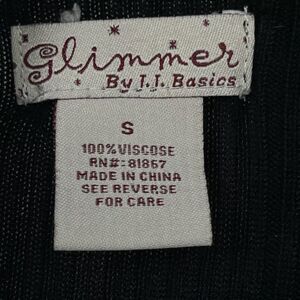 Glimmer
By I.I. Basics
S
100% VISCOSE
RN#: 81867
MADE IN CHINA
SEE REVERSE
FOR CARE